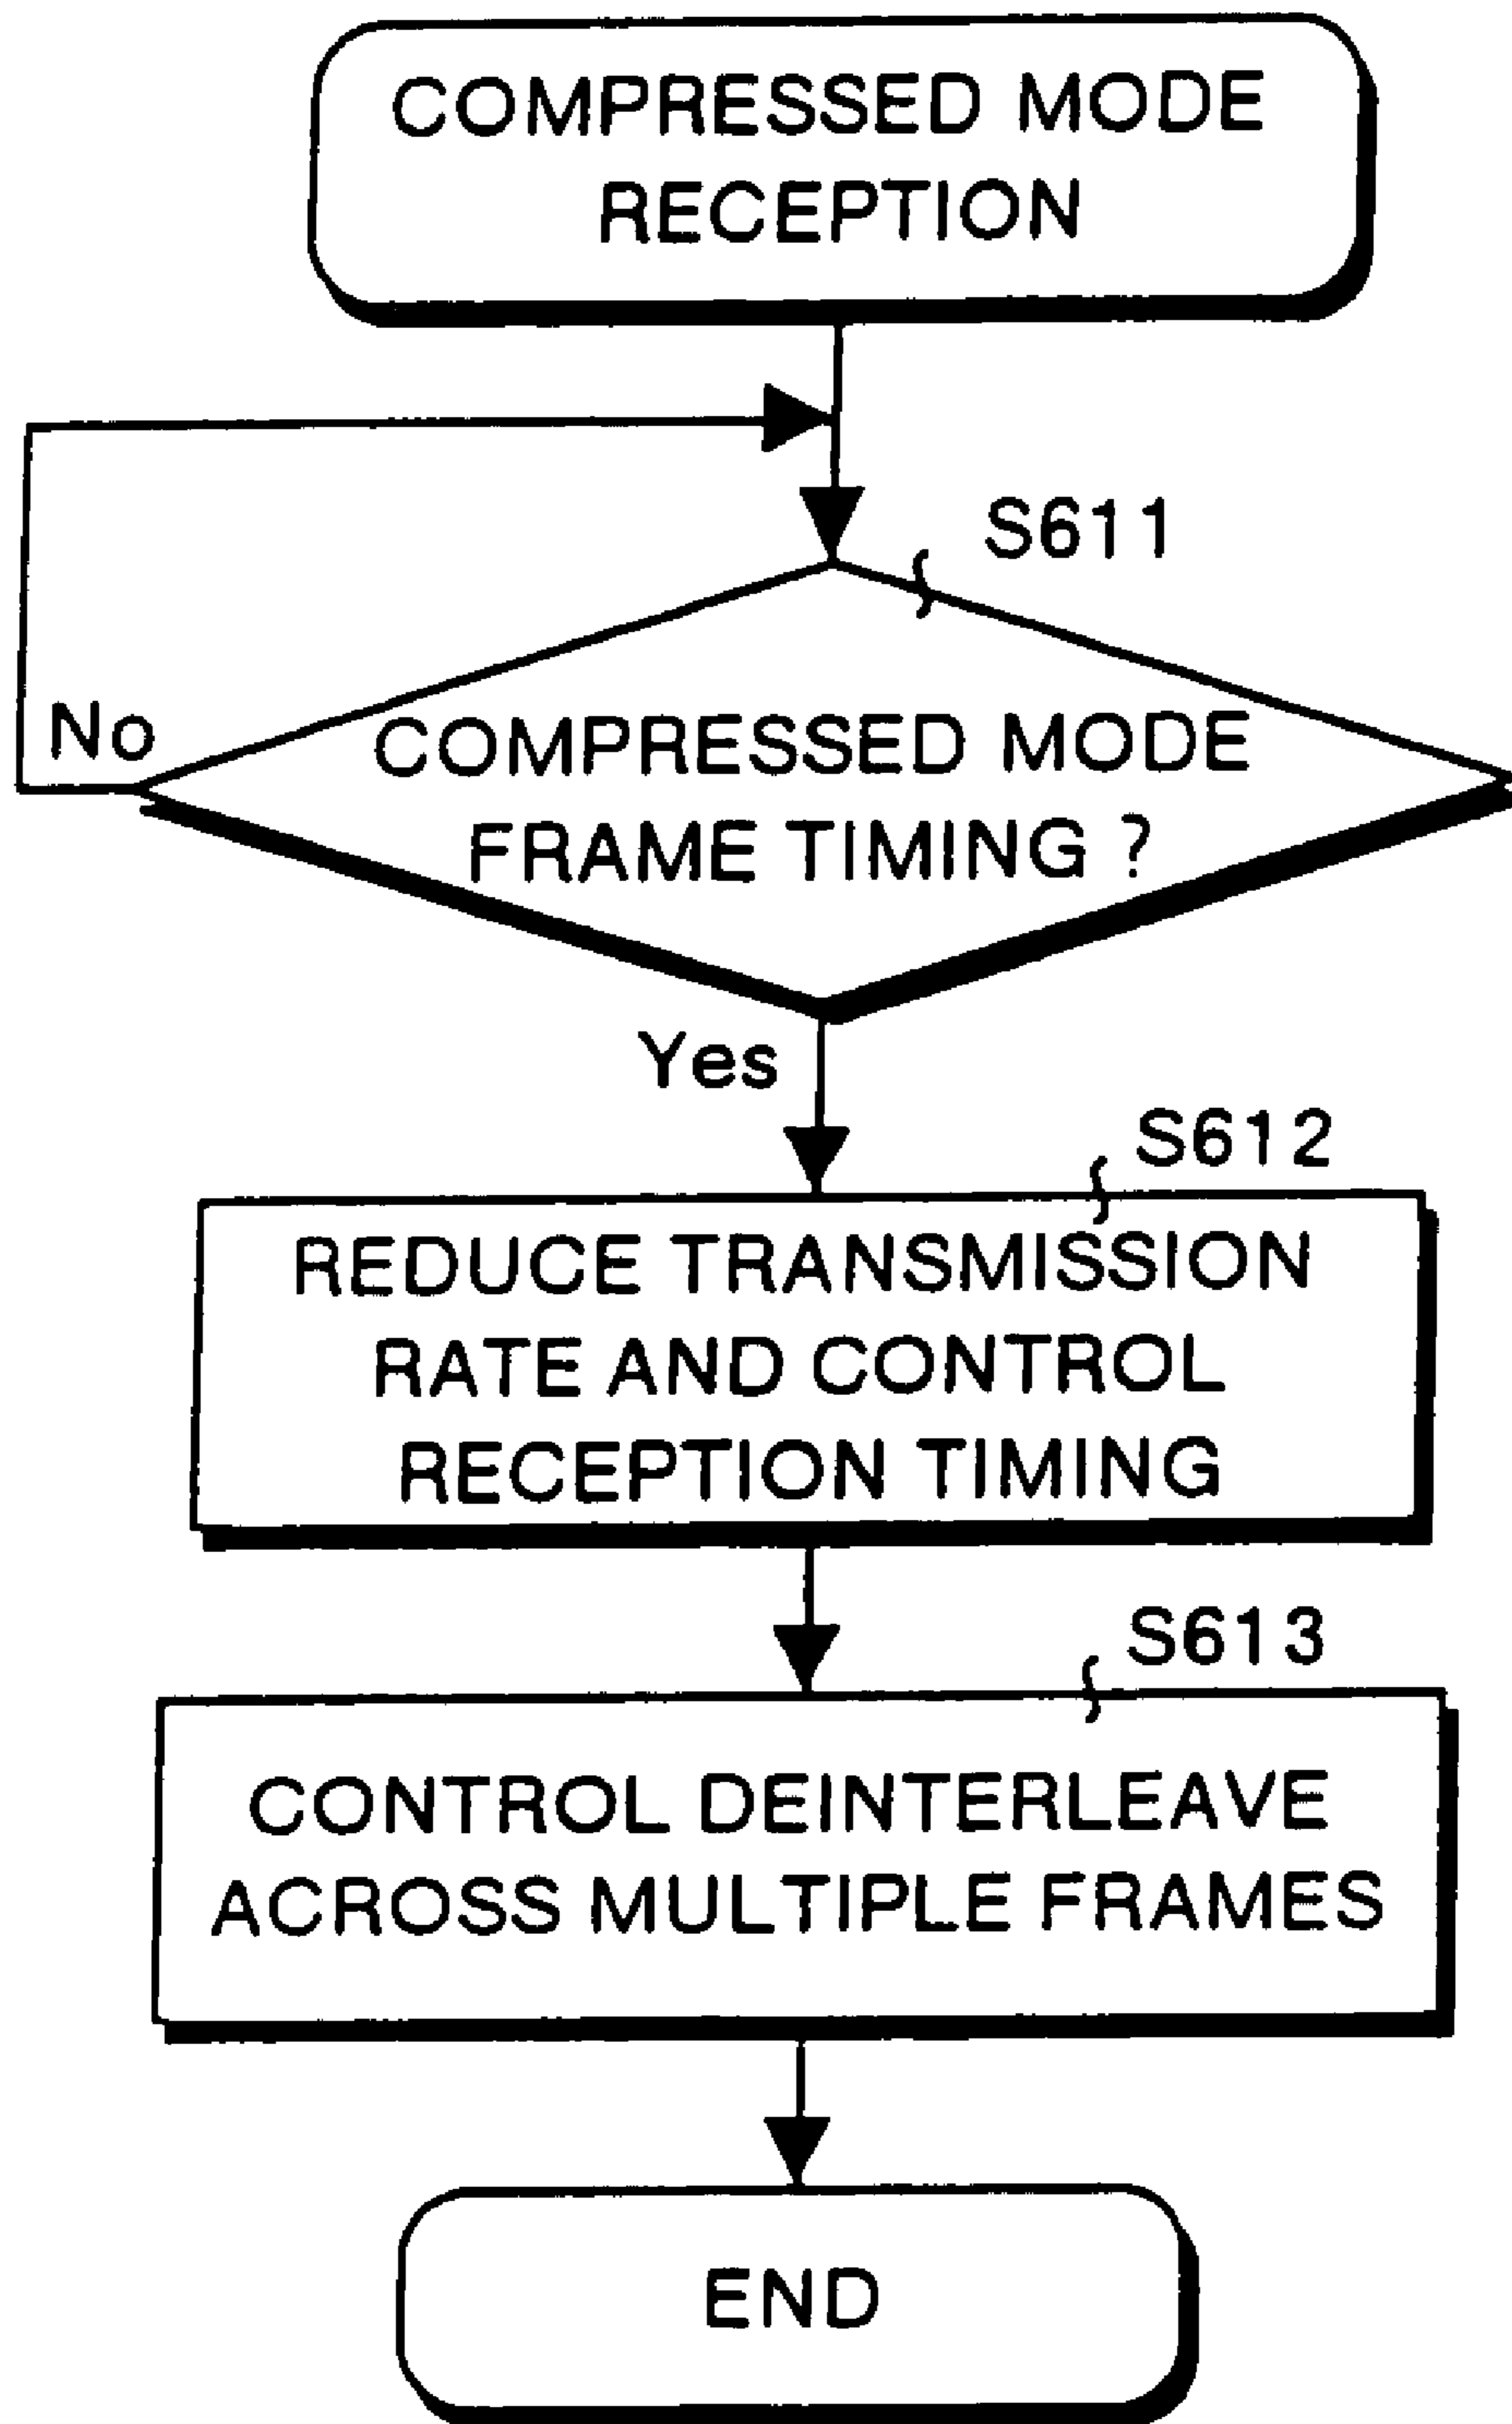 COMPRESSED MODE
RECEPTION
S611
No
COMPRESSED MODE
FRAME TIMING ?
Yes
S612
REDUCE TRANSMISSION
RATE AND CONTROL
RECEPTION TIMING
S613
CONTROL DEINTERLEAVE
ACROSS MULTIPLE FRAMES
END